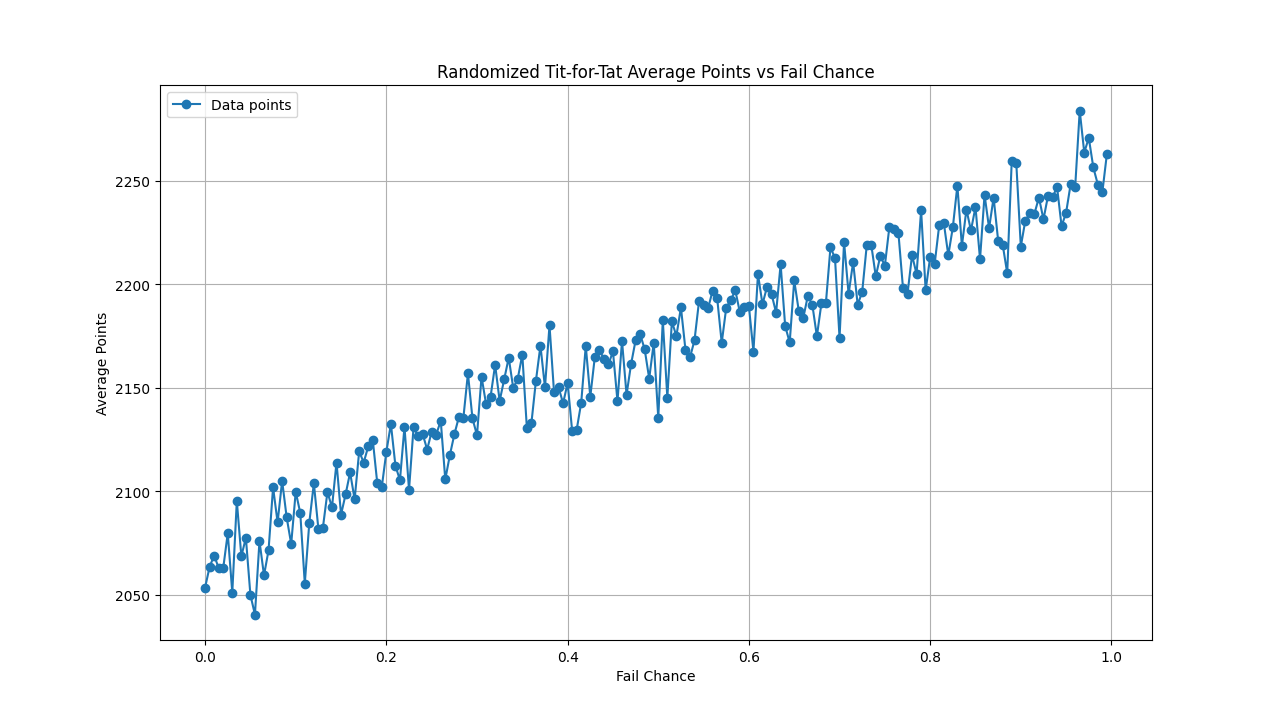 Randomized Tit-for-Tat Average Points vs Fail Chance
Data points
Average Points
2250
2200
2150
2100
2050
0.0 0.2 0.4 0.6 0.8 1.0
Fail Chance